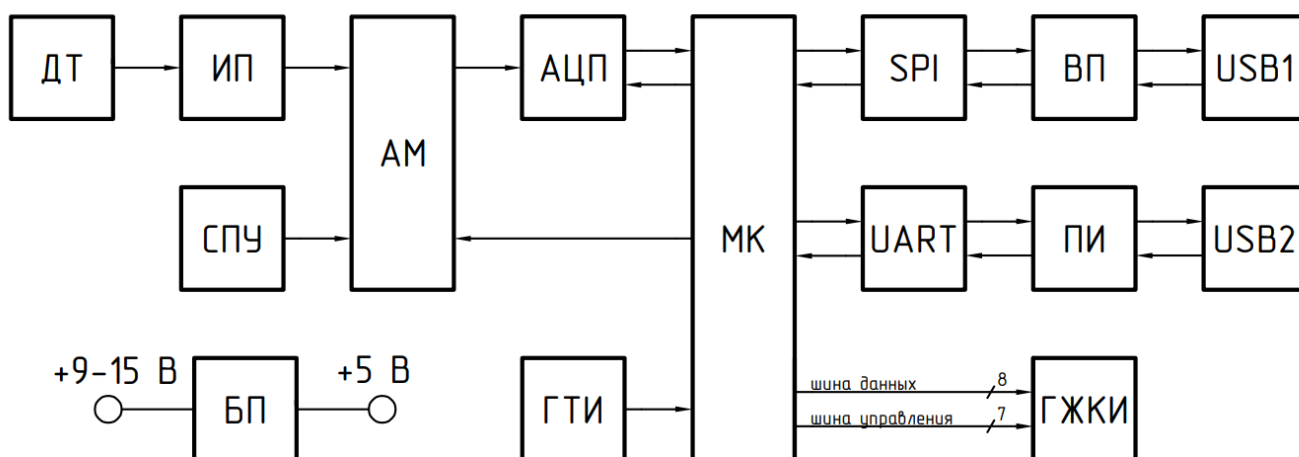 ДТ
ИП
АМ
АЦП
МК
SPI
ВП
USB1
СПУ
UART
ПИ
USB2
+9-15 В
БП
+5 В
ГТИ
шина данных
8
шина управления
7
ГЖКИ